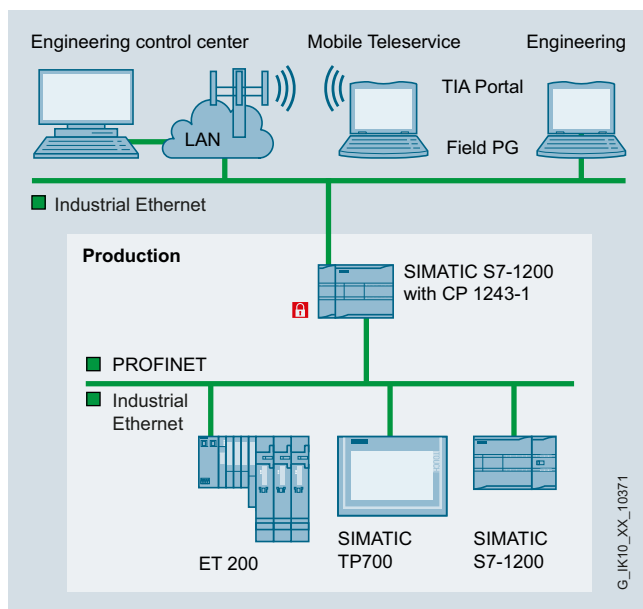 Engineering control center
Mobile Teleservice
Engineering
TIA Portal
LAN
Field PG
Industrial Ethernet
Production
SIMATIC S7-1200
with CP 1243-1
PROFINET
Industrial
Ethernet
ET 200
SIMATIC
TP700
SIMATIC
S7-1200
G_IK10_XX_10371